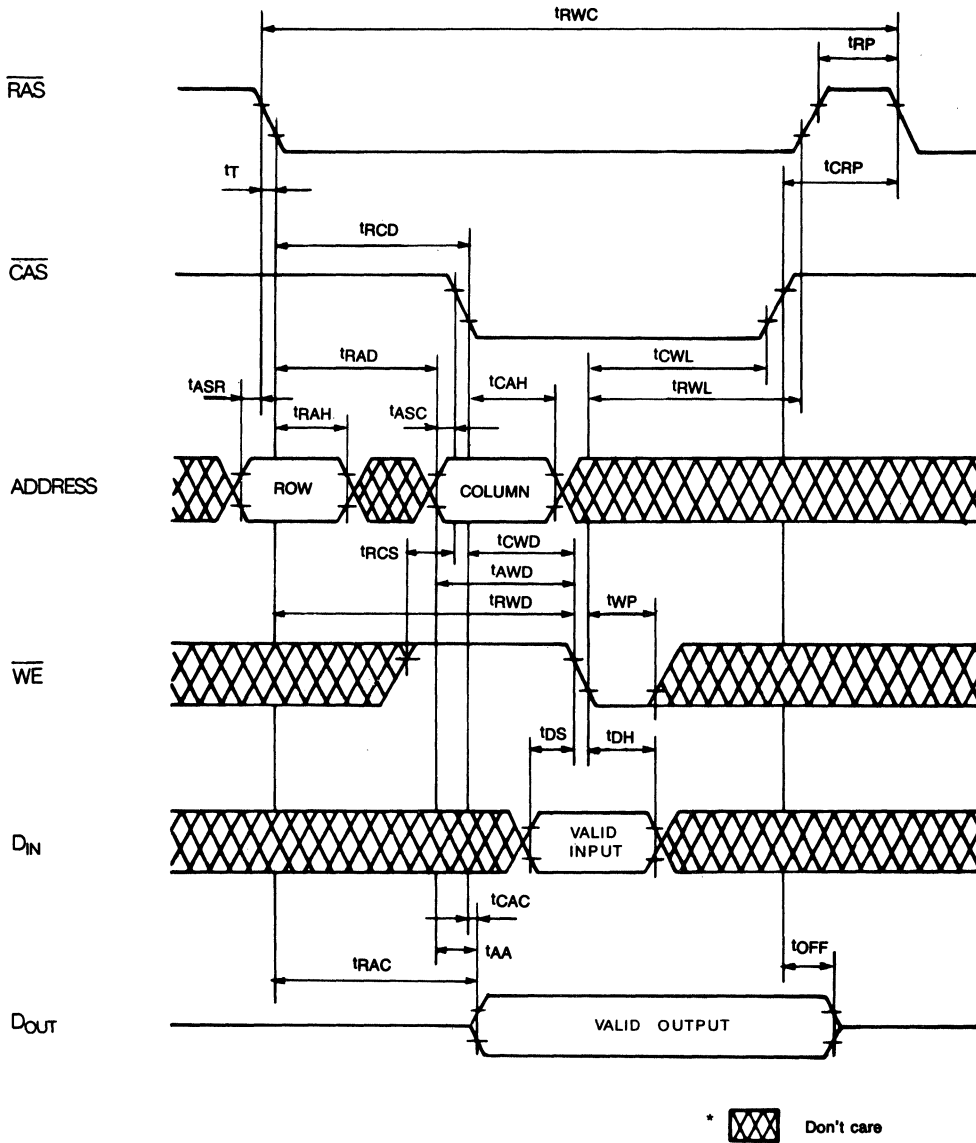 tRWC
tRP
RAS
tT
tCRP
tRCD
CAS
tRAD
tCWL
tASR
tCAH
tRWL
tRAH
tASC
ADDRESS
ROW
COLUMN
tRCS
tCWD
tAWD
tRWD
tWP
WE
tDS
tDH
DIN
VALID
INPUT
tCAC
tAA
tOFF
tRAC
DOUT
VALID OUTPUT
* Don't care